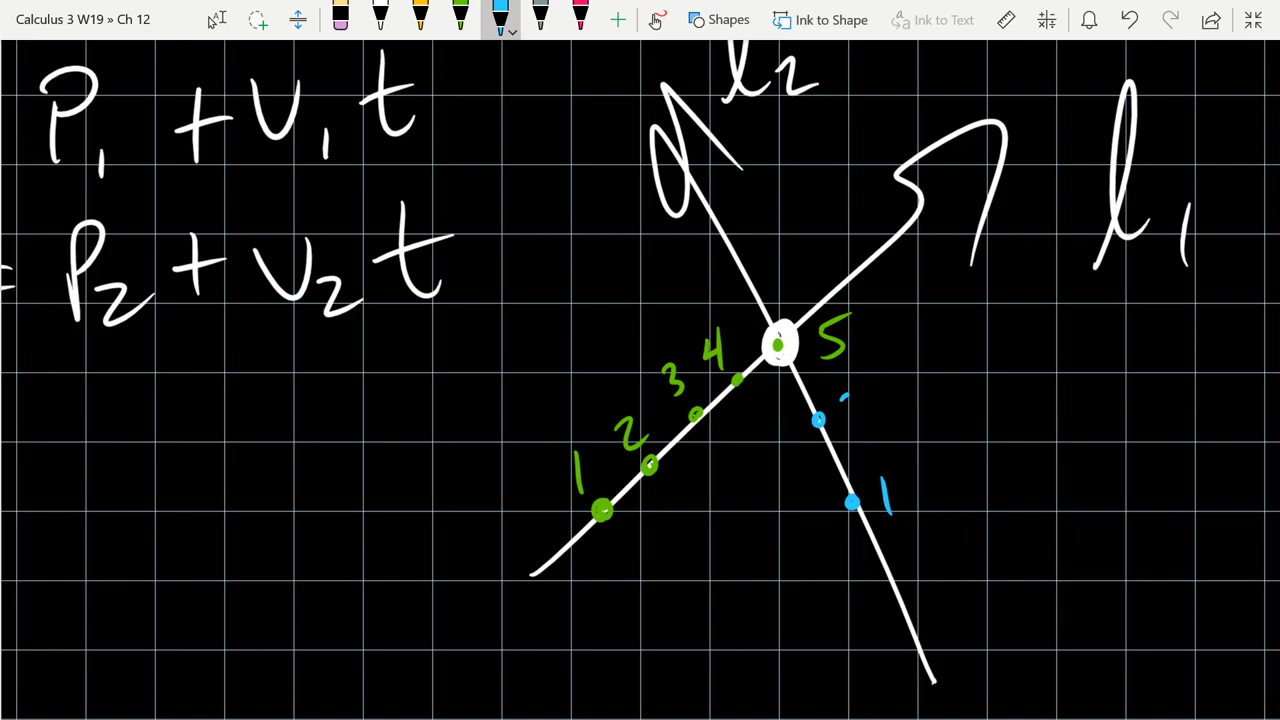 Calculus 3 W19 » Ch 12
Shapes
Ink to Shape
Ink to Text
P₁ + V₁ t
= P₂ + V₂ t
l₂
l₁
5
4
3
2
1
1